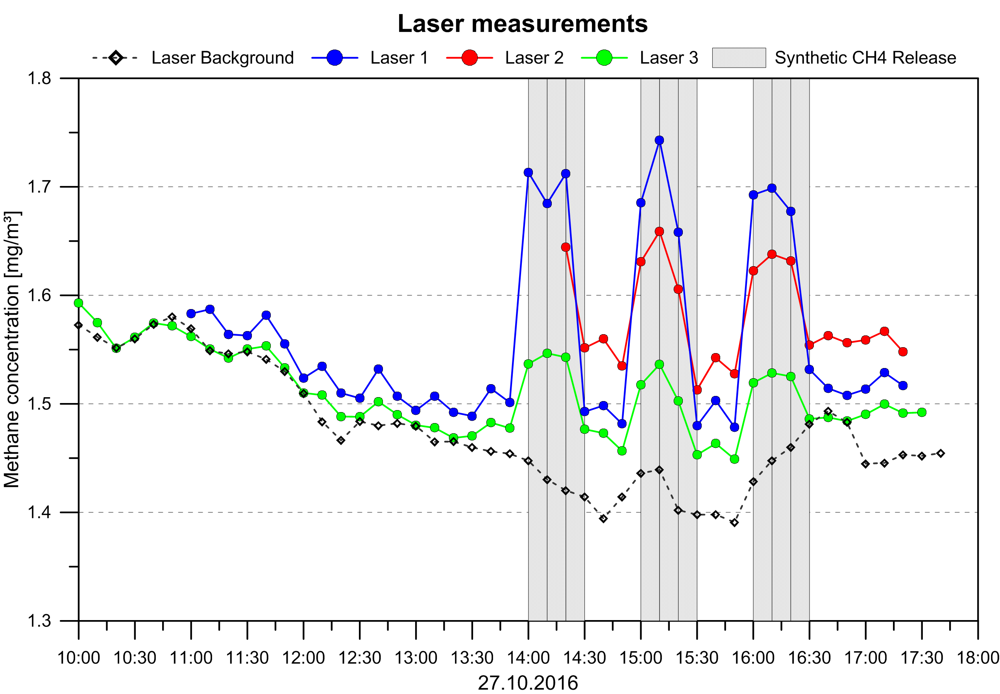 Laser measurements
Laser Background Laser 1 Laser 2 Laser 3 Synthetic CH4 Release
Methane concentration [mg/m³]
1.8
1.7
1.6
1.5
1.4
1.3
10:00 10:30 11:00 11:30 12:00 12:30 13:00 13:30 14:00 14:30 15:00 15:30 16:00 16:30 17:00 17:30 18:00
27.10.2016